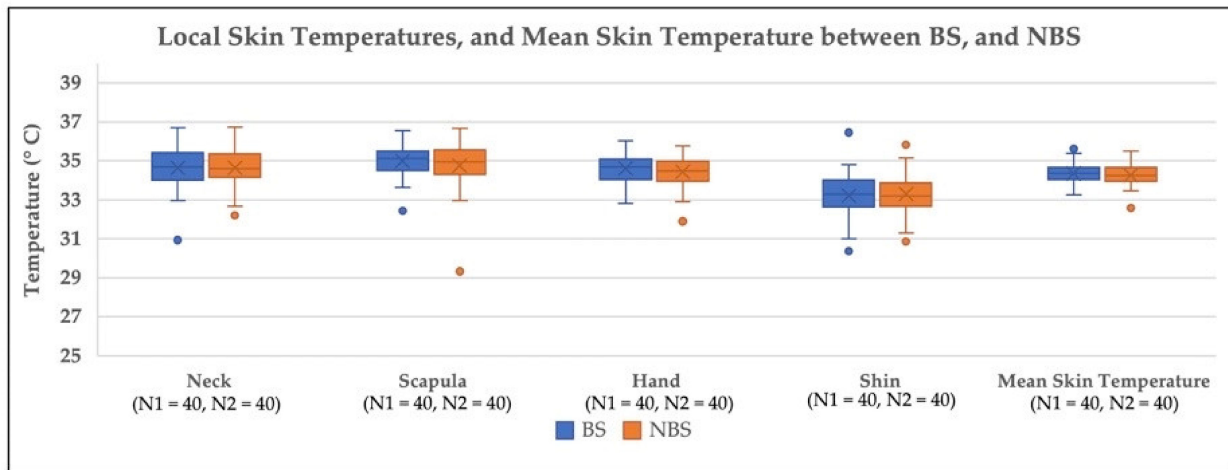 Local Skin Temperatures, and Mean Skin Temperature between BS, and NBS
Temperature (° C)
39
37
35
33
31
29
27
25
Neck
(N1 = 40, N2 = 40)
Scapula
(N1 = 40, N2 = 40)
Hand
(N1 = 40, N2 = 40)
Shin
(N1 = 40, N2 = 40)
Mean Skin Temperature
(N1 = 40, N2 = 40)
BS NBS